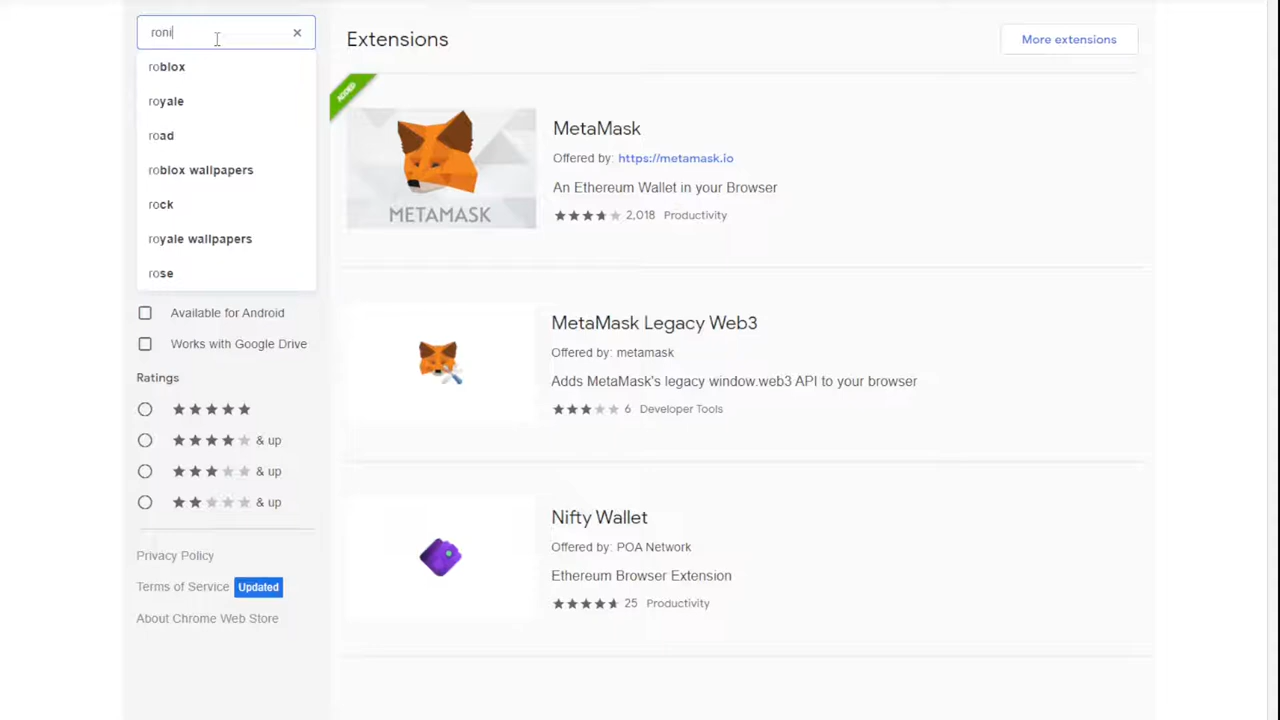 roni
roblox
royale
road
roblox wallpapers
rock
royale wallpapers
rose
Available for Android
Works with Google Drive
Ratings
& up
& up
& up
Privacy Policy
Terms of Service Updated
About Chrome Web Store
Extensions
More extensions
ADDED
METAMASK
MetaMask
Offered by: https://metamask.io
An Ethereum Wallet in your Browser
2,018 Productivity
MetaMask Legacy Web3
Offered by: metamask
Adds MetaMask's legacy window.web3 API to your browser
6 Developer Tools
Nifty Wallet
Offered by: POA Network
Ethereum Browser Extension
25 Productivity